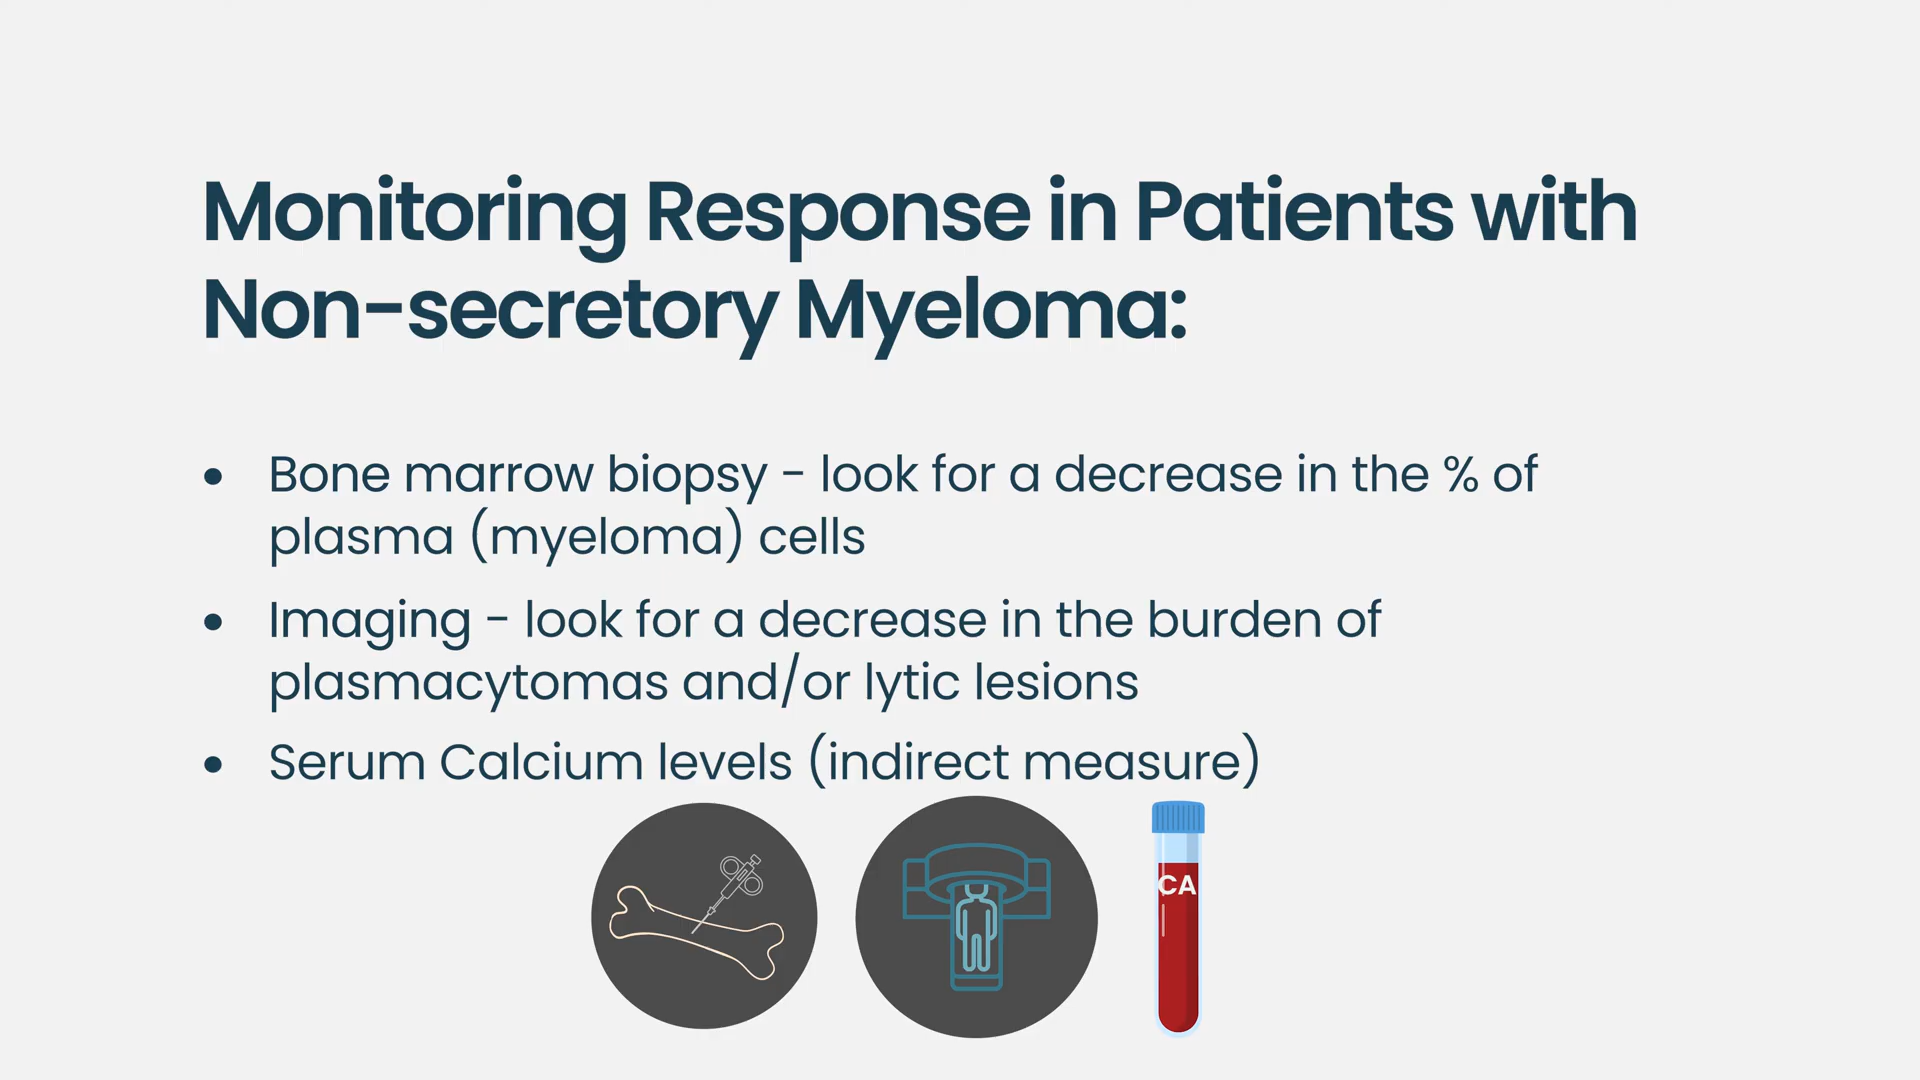 Monitoring Response in Patients with
Non-secretory Myeloma:
• Bone marrow biopsy - look for a decrease in the % of
plasma (myeloma) cells
• Imaging - look for a decrease in the burden of
plasmacytomas and/or lytic lesions
• Serum Calcium levels (indirect measure)
CA